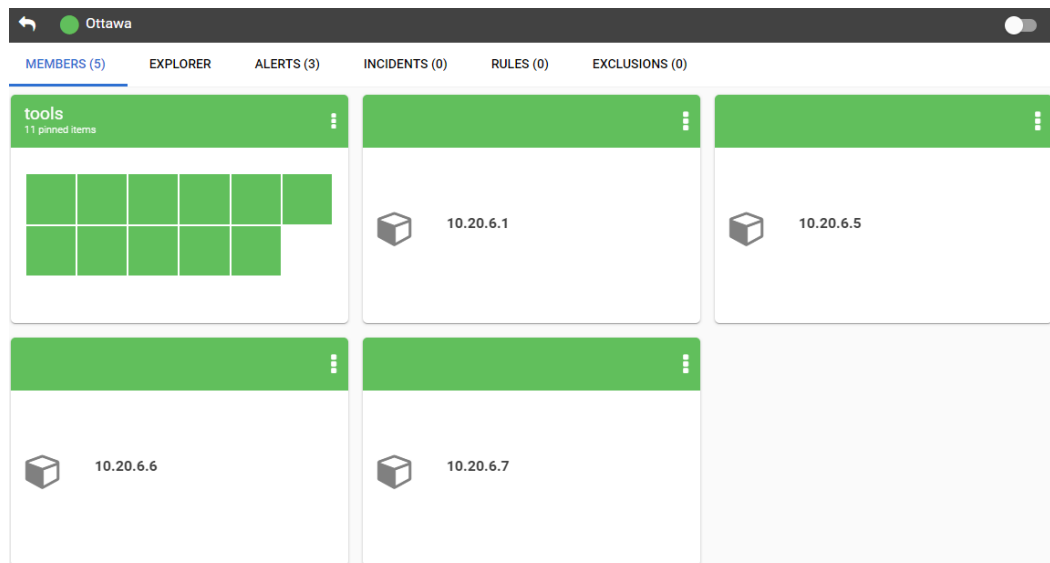 Ottawa
MEMBERS (5) EXPLORER ALERTS (3) INCIDENTS (0) RULES (0) EXCLUSIONS (0)
tools
11 pinned items
10.20.6.1
10.20.6.5
10.20.6.6
10.20.6.7